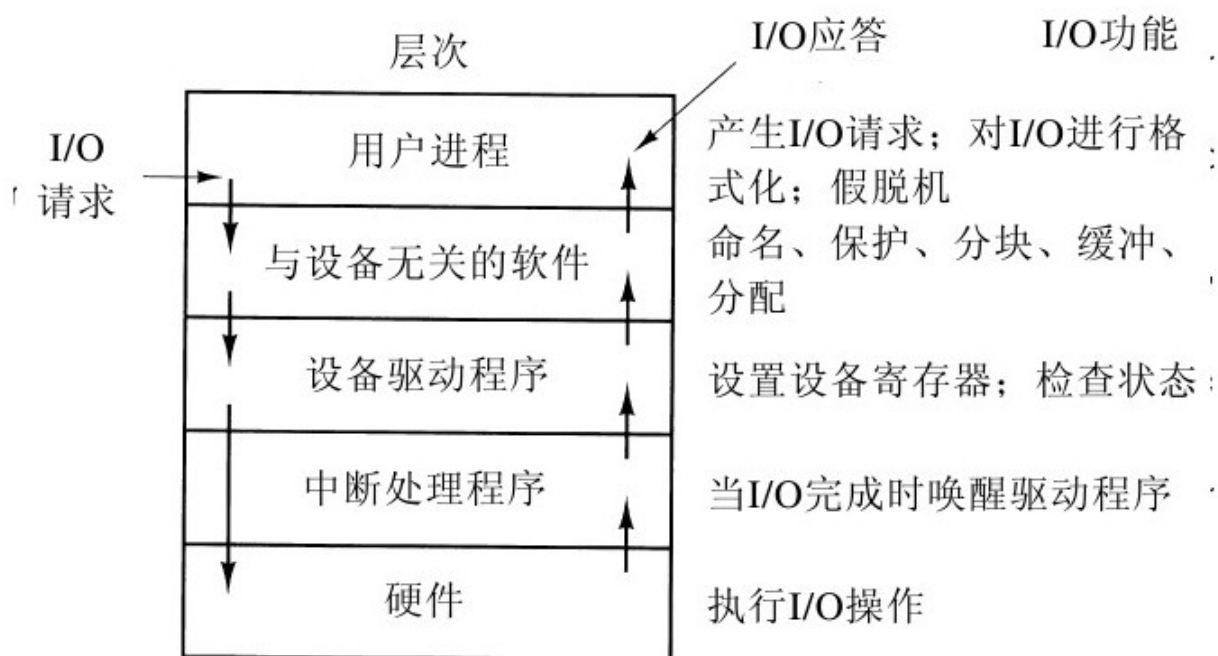 层次
I/O应答
I/O功能
I/O
请求
用户进程
产生I/O请求；对I/O进行格
式化；假脱机
与设备无关的软件
命名、保护、分块、缓冲、
分配
设备驱动程序
设置设备寄存器；检查状态
中断处理程序
当I/O完成时唤醒驱动程序
硬件
执行I/O操作